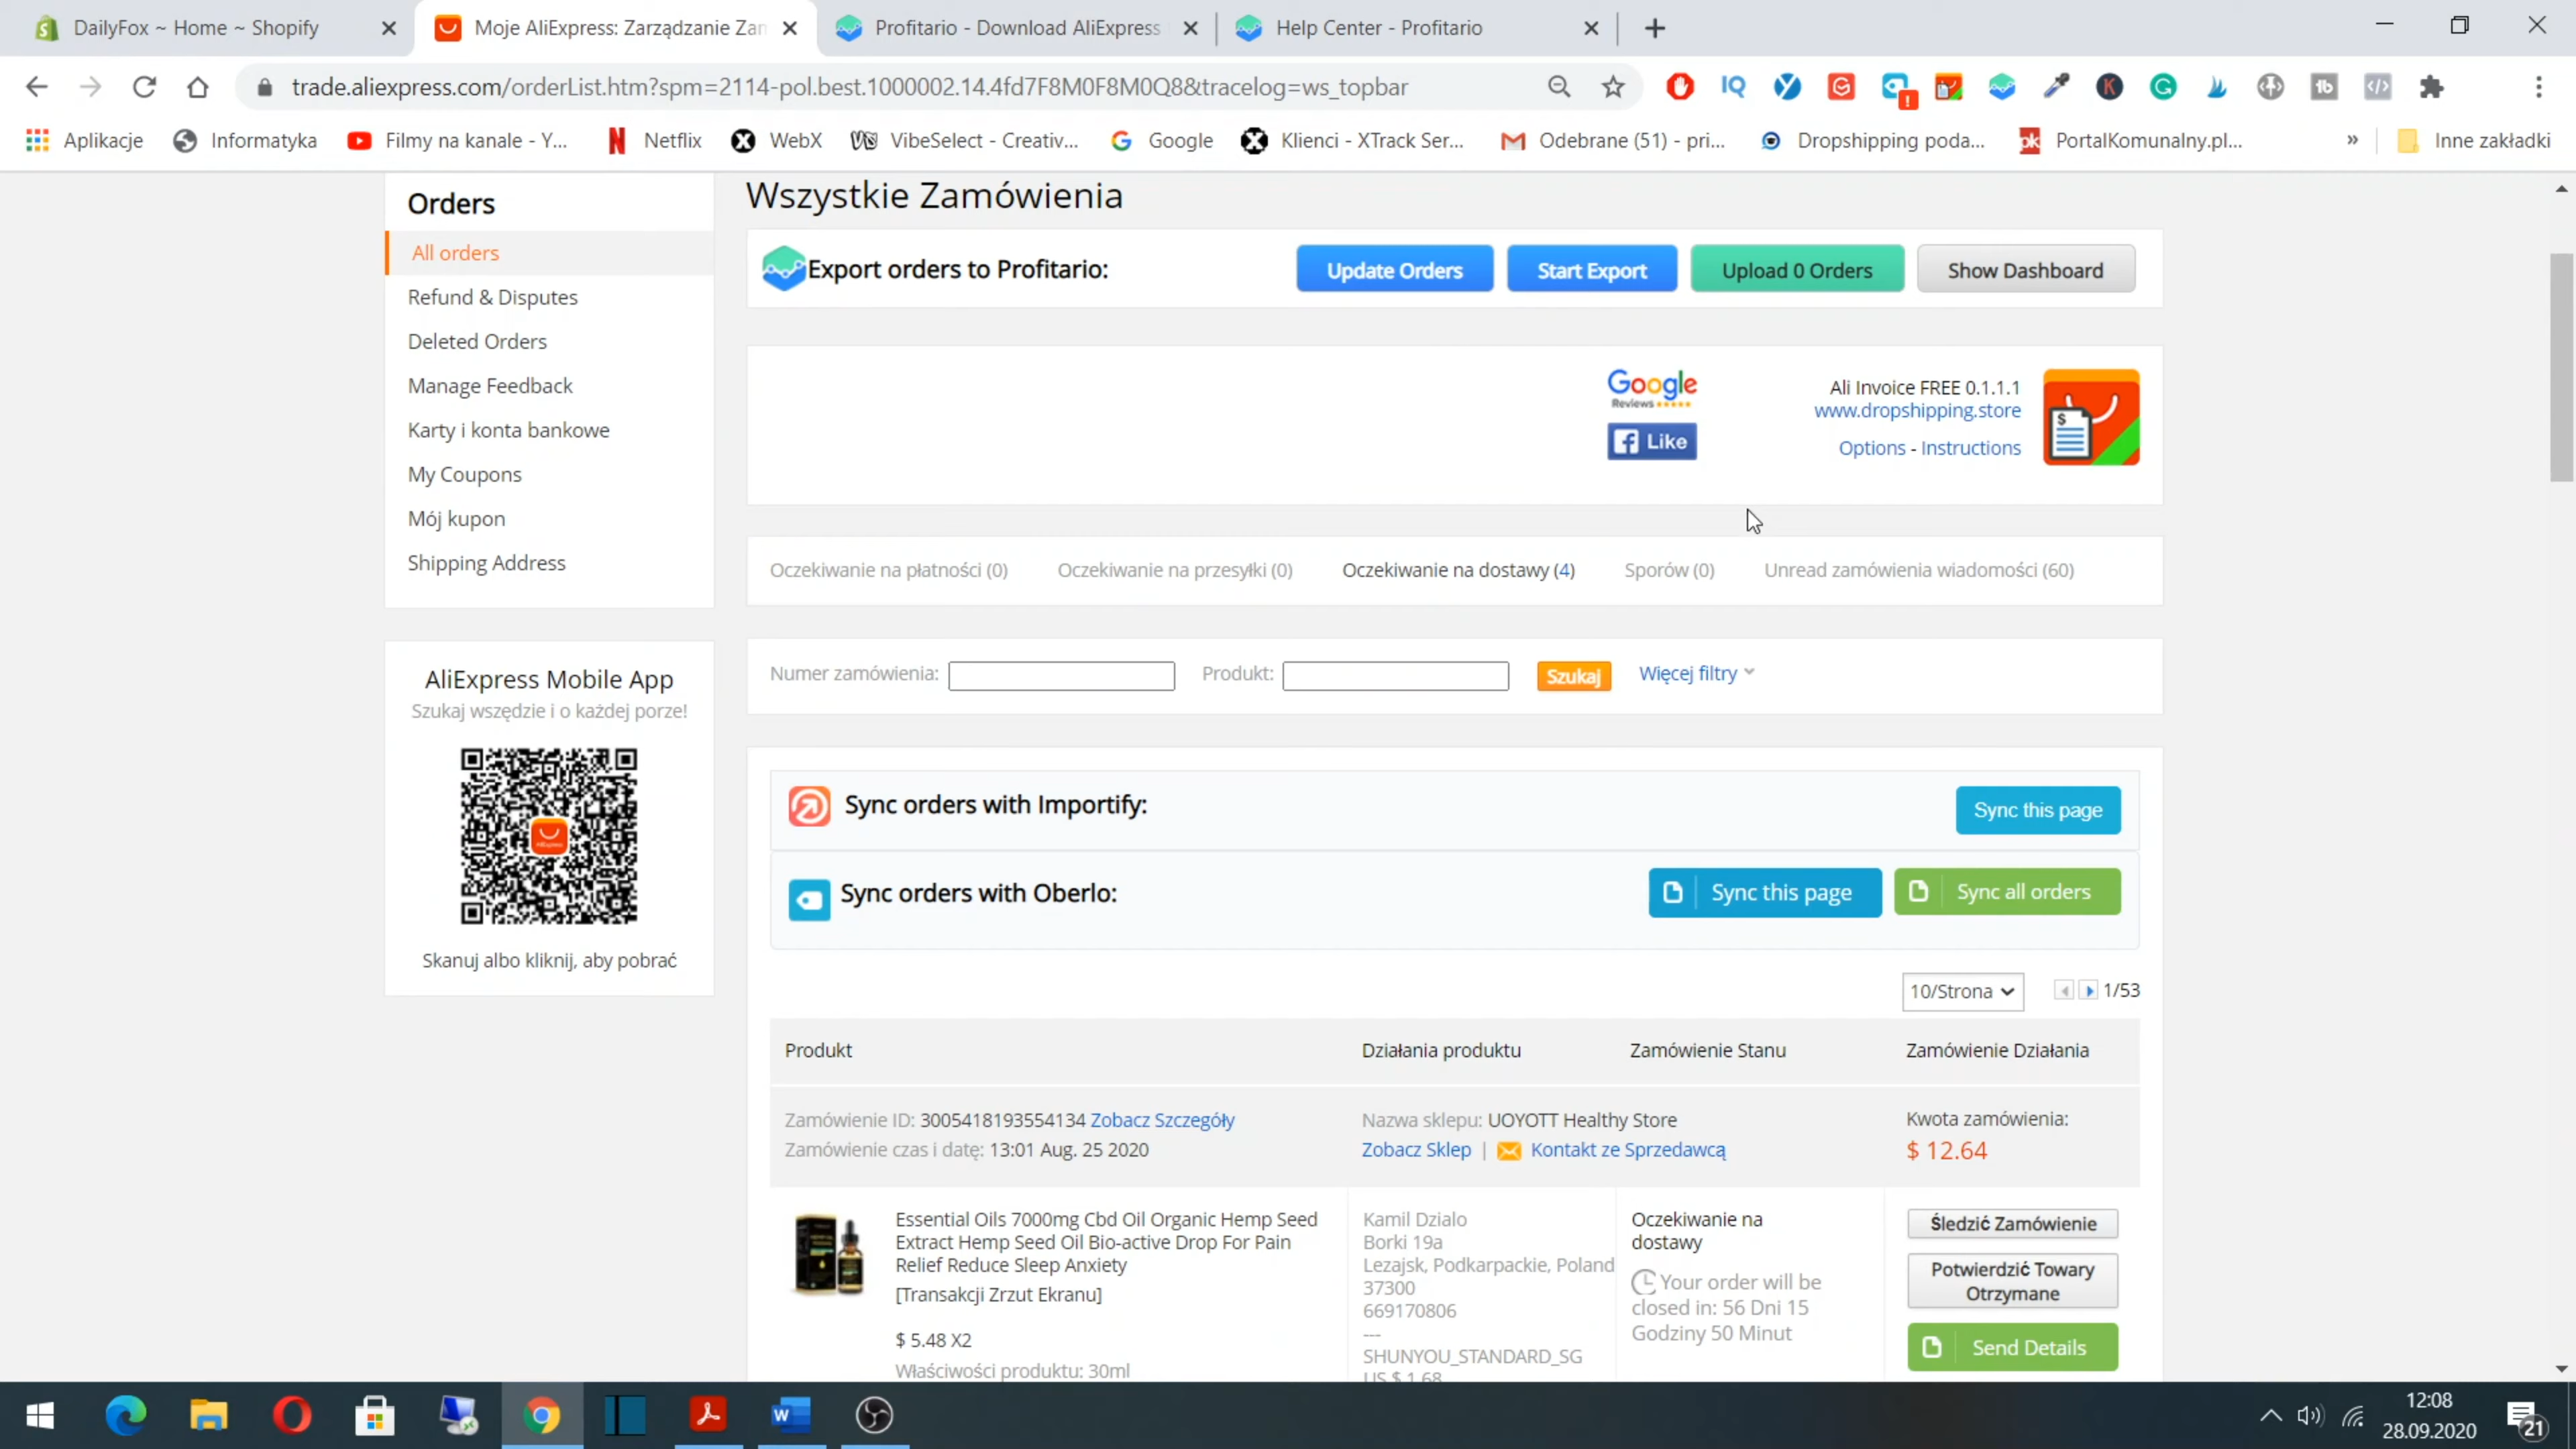 DailyFox ~ Home ~ Shopify
Moje AliExpress: Zarządzanie Zam
Profitario - Download AliExpress
Help Center - Profitario
trade.aliexpress.com/orderList.htm?spm=2114-pol.best.1000002.14.4fd7F8M0F8M0Q8&tracelog=ws_topbar
Aplikacje
Informatyka
Filmy na kanale - Y...
Netflix
WebX
VibeSelect - Creativ...
Google
Klienci - XTrack Ser...
Odebrane (51) - pri...
Dropshipping poda...
PortalKomunalny.pl...
»
Inne zakładki
Orders
All orders
Refund & Disputes
Deleted Orders
Manage Feedback
Karty i konta bankowe
My Coupons
Mój kupon
Shipping Address
AliExpress Mobile App
Szukaj wszędzie i o każdej porze!
Skanuj albo kliknij, aby pobrać
Wszystkie Zamówienia
Export orders to Profitario:
Update Orders
Start Export
Upload 0 Orders
Show Dashboard
Google
Reviews
Like
Ali Invoice FREE 0.1.1.1
www.dropshipping.store
Options - Instructions
Oczekiwanie na płatności (0)
Oczekiwanie na przesyłki (0)
Oczekiwanie na dostawy (4)
Sporów (0)
Unread zamówienia wiadomości (60)
Numer zamówienia:
Produkt:
Szukaj
Więcej filtry
Sync orders with Importify:
Sync this page
Sync orders with Oberlo:
Sync this page
Sync all orders
10/Strona
1/53
Produkt
Działania produktu
Zamówienie Stanu
Zamówienie Działania
Zamówienie ID: 3005418193554134 Zobacz Szczegóły
Zamówienie czas i datę: 13:01 Aug. 25 2020
Nazwa sklepu: UOYOTT Healthy Store
Zobacz Sklep | Kontakt ze Sprzedawcą
Kwota zamówienia:
$ 12.64
Essential Oils 7000mg Cbd Oil Organic Hemp Seed
Extract Hemp Seed Oil Bio-active Drop For Pain
Relief Reduce Sleep Anxiety
[Transakcji Zrzut Ekranu]
$ 5.48 X2
Właściwości produktu: 30ml
Kamil Dzialo
Borki 19a
Lezajsk, Podkarpackie, Poland
37300
669170806
---
SHUNYOU_STANDARD_SG
US $ 1.68
Oczekiwanie na
dostawy
Your order will be
closed in: 56 Dni 15
Godziny 50 Minut
Śledzić Zamówienie
Potwierdzić Towary
Otrzymane
Send Details
12:08
28.09.2020
21